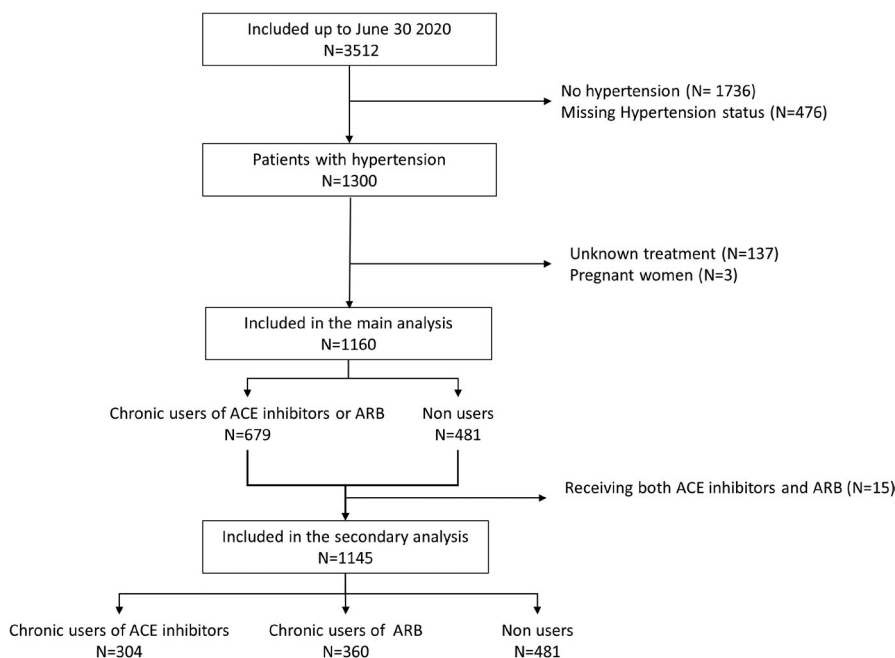 Included up to June 30 2020
N=3512
No hypertension (N= 1736)
Missing Hypertension status (N=476)
Patients with hypertension
N=1300
Unknown treatment (N=137)
Pregnant women (N=3)
Included in the main analysis
N=1160
Chronic users of ACE inhibitors or ARB
N=679
Non users
N=481
Receiving both ACE inhibitors and ARB (N=15)
Included in the secondary analysis
N=1145
Chronic users of ACE inhibitors
N=304
Chronic users of ARB
N=360
Non users
N=481